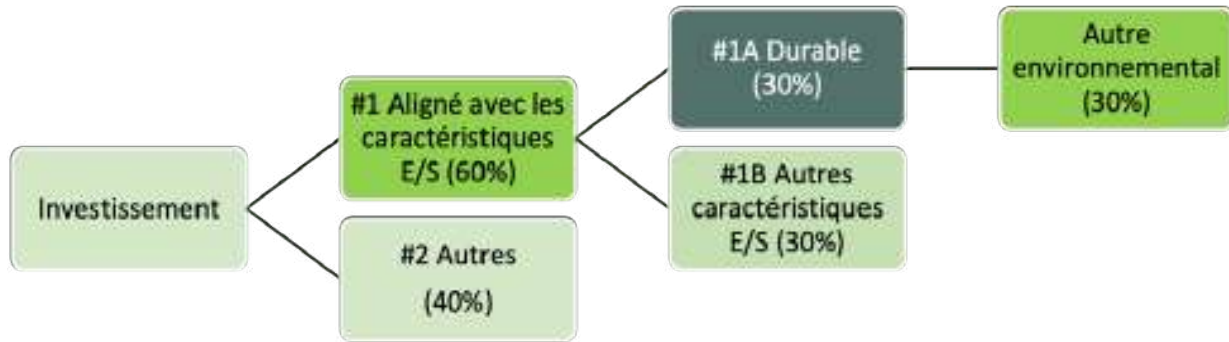 Investissement
#1 Aligné avec les
caractéristiques
E/S (60%)
#2 Autres
(40%)
#1A Durable
(30%)
#1B Autres
caractéristiques
E/S (30%)
Autre
environnemental
(30%)